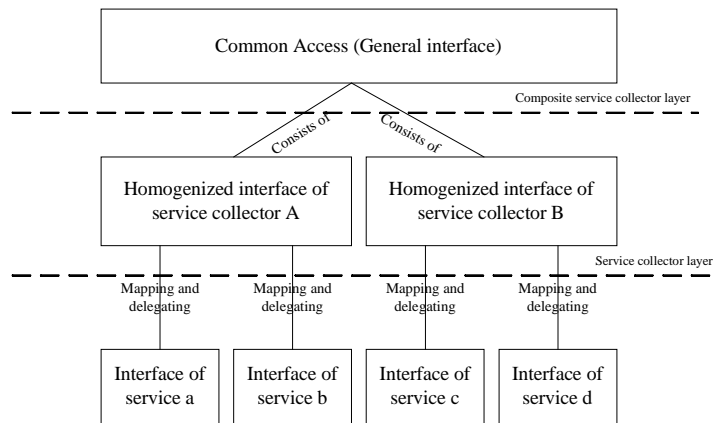 Common Access (General interface)
Composite service collector layer
Consists of
Consists of
Homogenized interface of
service collector A
Homogenized interface of
service collector B
Service collector layer
Mapping and
delegating
Mapping and
delegating
Mapping and
delegating
Mapping and
delegating
Interface of
service a
Interface of
service b
Interface of
service c
Interface of
service d